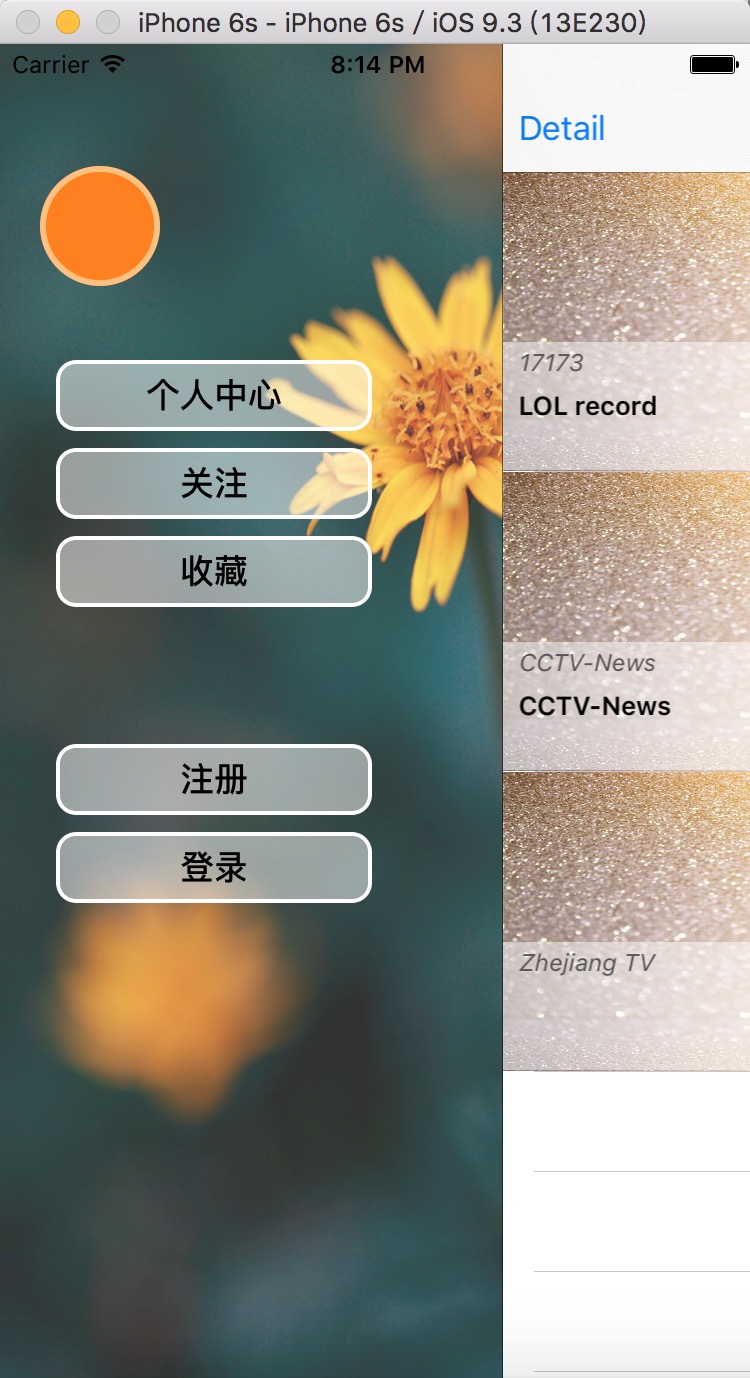 iPhone 6s - iPhone 6s / iOS 9.3 (13E230)
Carrier 8:14 PM
Detail
个人中心
关注
收藏
注册
登录
17173
LOL record
CCTV-News
CCTV-News
Zhejiang TV